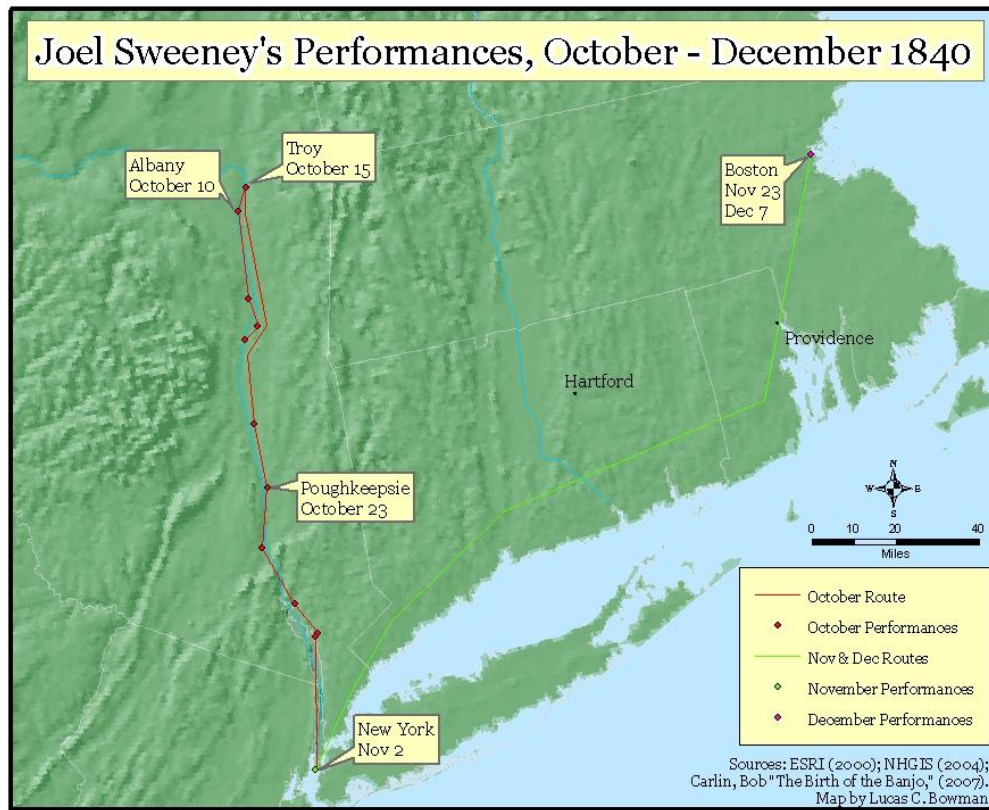 Joel Sweeney's Performances, October - December 1840
Troy
October 15
Albany
October 10
Boston
Nov 23
Dec 7
Providence
Hartford
Poughkeepsie
October 23
New York
Nov 2
N
W E
S
0 10 20 40
Miles
October Route
October Performances
Nov & Dec Routes
November Performances
December Performances
Sources: ESRI (2000); NHGIS (2004);
Carlin, Bob "The Birth of the Banjo," (2007).
Map by Lucas C. Bowman